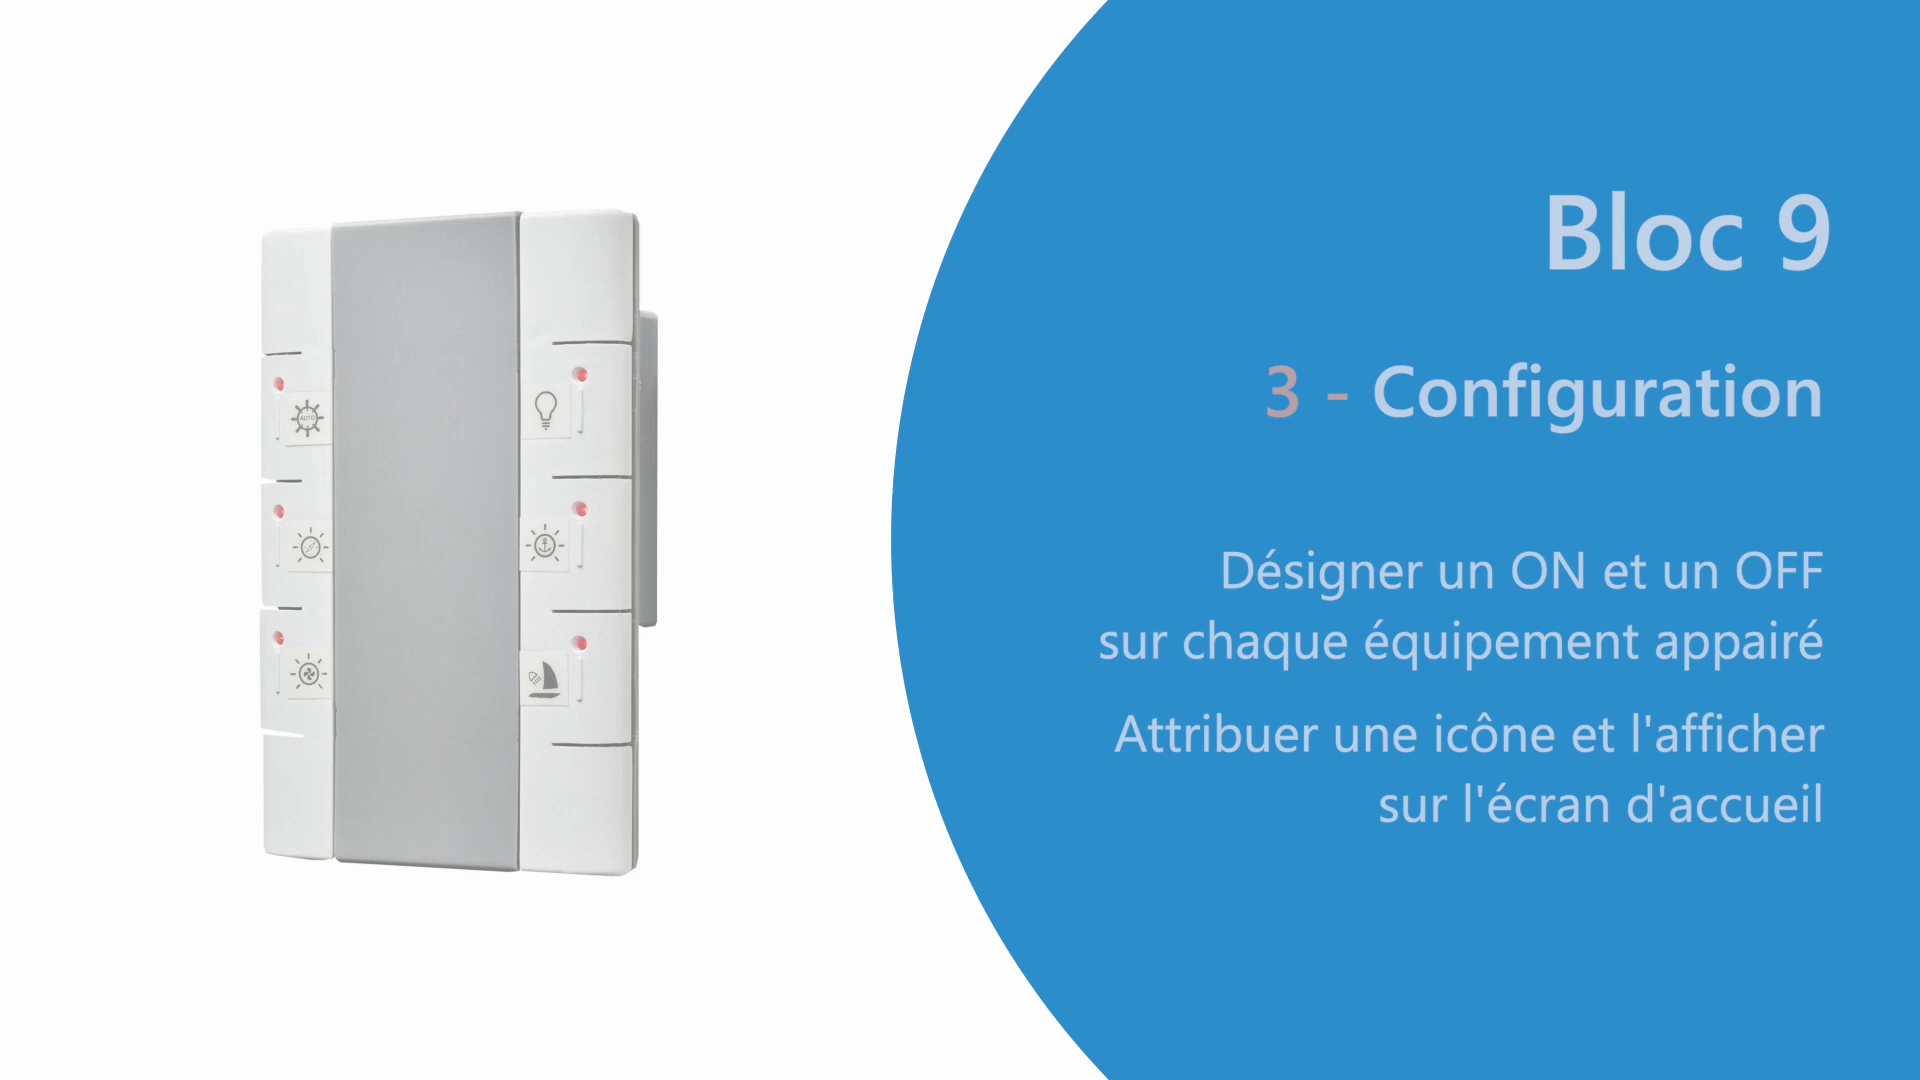 Bloc 9
3 - Configuration
Désigner un ON et un OFF
sur chaque équipement appairé
Attribuer une icône et l'afficher
sur l'écran d'accueil
AUTO